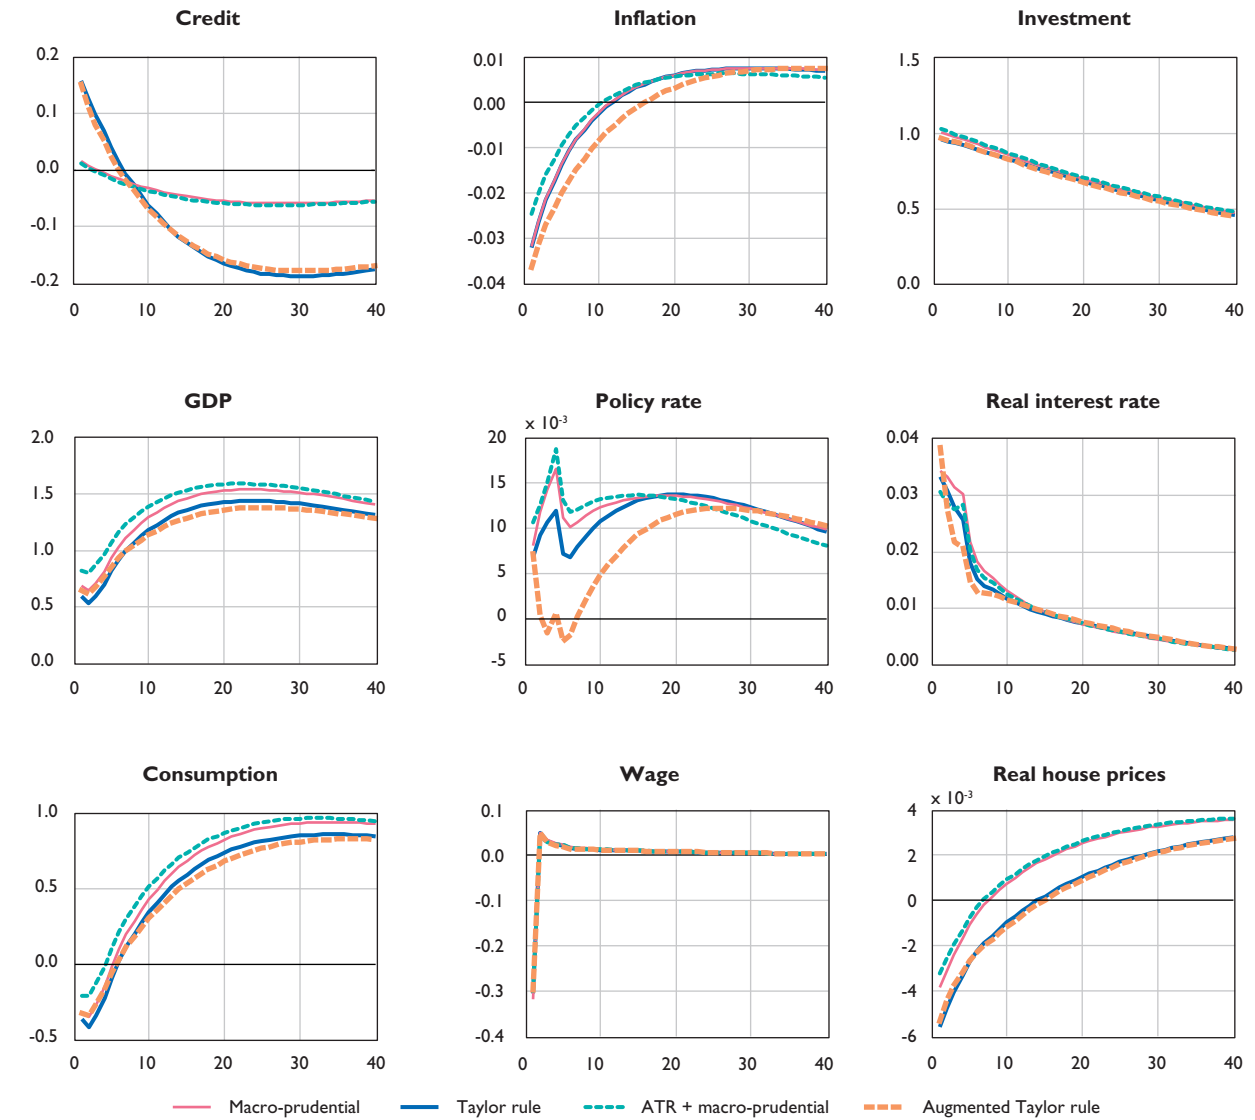 Credit Inflation Investment
0.2 0.01 1.5
0.1 0.00
0.0 -0.01 1.0
-0.02
-0.1 -0.03 0.5
-0.2 -0.04 0.0
0 10 20 30 40 0 10 20 30 40 0 10 20 30 40
GDP Policy rate Real interest rate
x 10-3
2.0 20 0.04
1.5 15 0.03
1.0 10 0.02
5
0.5 0 0.01
0.0 -5 0.00
0 10 20 30 40 0 10 20 30 40 0 10 20 30 40
Consumption Wage Real house prices
x 10-3
1.0 0.1 4
0.5 0.0 2
-0.1 0
0.0 -0.2 -2
-0.3 -4
-0.5 -0.4 -6
0 10 20 30 40 0 10 20 30 40 0 10 20 30 40
Macro-prudential Taylor rule ATR + macro-prudential Augmented Taylor rule